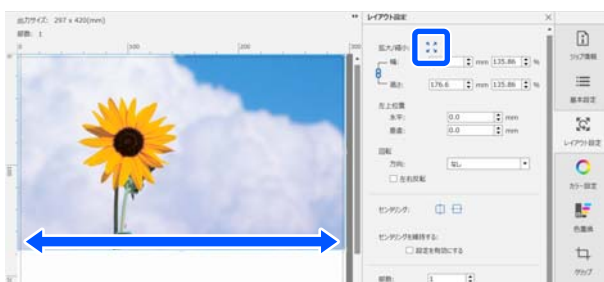 出力サイズ: 297 x 420(mm)
部数: 1
0
100
200
300
100
レイアウト設定
拡大/縮小:
幅:
mm
135.86
%
高さ:
176.6
mm
135.86
%
左上位置
水平:
0.0
mm
垂直:
0.0
mm
回転
方向:
なし
左右反転
センタリング:
センタリングを維持する:
設定を有効にする
部数:
1
ジョブ情報
基本設定
レイアウト設定
カラー設定
色置換
クリップ